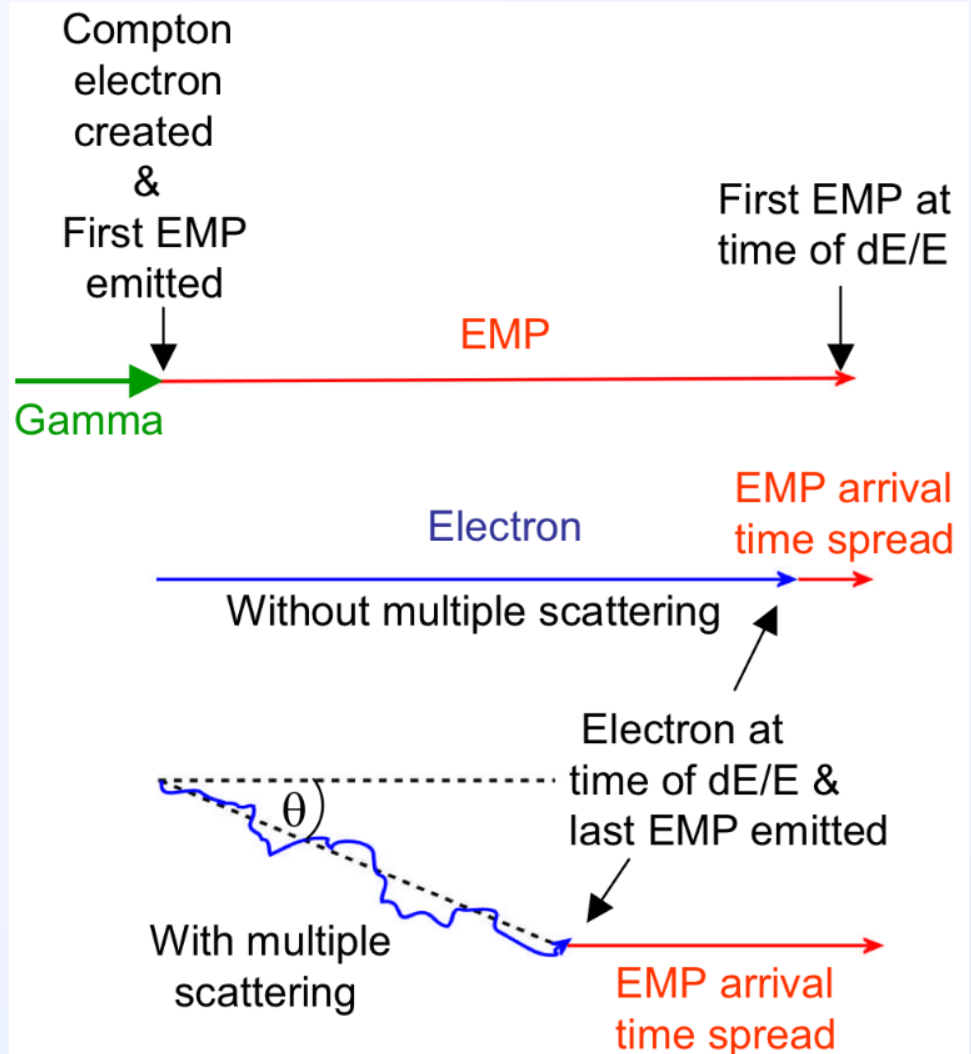 Compton
electron
created
&
First EMP
emitted
First EMP at
time of dE/E
EMP
Gamma
EMP arrival
time spread
Electron
Without multiple scattering
Electron at
time of dE/E &
last EMP emitted
θ
With multiple
scattering
EMP arrival
time spread